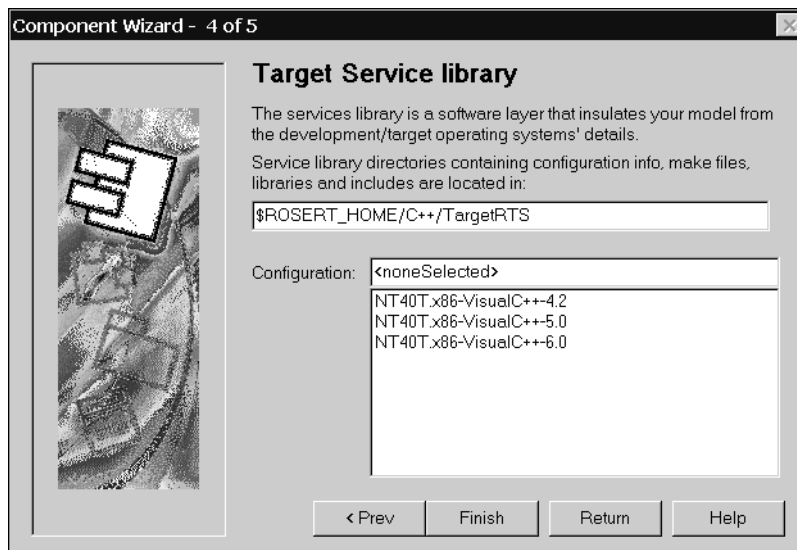 Component Wizard - 4 of 5
Target Service library
The services library is a software layer that insulates your model from
the development/target operating systems' details.
Service library directories containing configuration info, make files,
libraries and includes are located in:
$ROSERT_HOME/C++/TargetRTS
Configuration: <noneSelected>
NT40T.x86-VisualC++-4.2
NT40T.x86-VisualC++-5.0
NT40T.x86-VisualC++-6.0
< Prev Finish Return Help